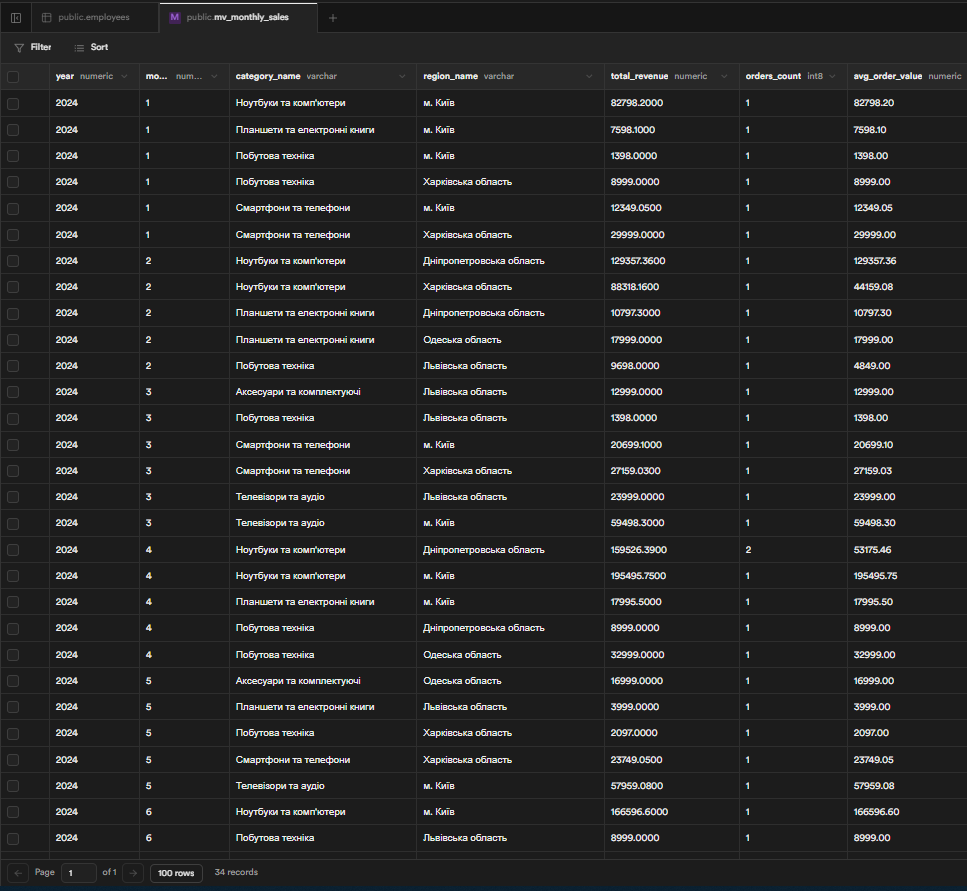 public.employees
M public.mv_monthly_sales
Filter Sort
year numeric mo... num... category_name varchar region_name varchar total_revenue numeric orders_count int8 avg_order_value numeric
2024 1 Ноутбуки та комп'ютери м. Київ 82798.2000 1 82798.20
2024 1 Планшети та електронні книги м. Київ 7598.1000 1 7598.10
2024 1 Побутова техніка м. Київ 1398.0000 1 1398.00
2024 1 Побутова техніка Харківська область 8999.0000 1 8999.00
2024 1 Смартфони та телефони м. Київ 12349.0500 1 12349.05
2024 1 Смартфони та телефони Харківська область 29999.0000 1 29999.00
2024 2 Ноутбуки та комп'ютери Дніпропетровська область 129357.3600 1 129357.36
2024 2 Ноутбуки та комп'ютери Харківська область 88318.1600 1 44159.08
2024 2 Планшети та електронні книги Дніпропетровська область 10797.3000 1 10797.30
2024 2 Планшети та електронні книги Одеська область 17999.0000 1 17999.00
2024 2 Побутова техніка Львівська область 9698.0000 1 4849.00
2024 3 Аксесуари та комплектуючі Львівська область 12999.0000 1 12999.00
2024 3 Побутова техніка Львівська область 1398.0000 1 1398.00
2024 3 Смартфони та телефони м. Київ 20699.1000 1 20699.10
2024 3 Смартфони та телефони Харківська область 27159.0300 1 27159.03
2024 3 Телевізори та аудіо Львівська область 23999.0000 1 23999.00
2024 3 Телевізори та аудіо м. Київ 59498.3000 1 59498.30
2024 4 Ноутбуки та комп'ютери Дніпропетровська область 159526.3900 2 53175.46
2024 4 Ноутбуки та комп'ютери м. Київ 195495.7500 1 195495.75
2024 4 Планшети та електронні книги м. Київ 17995.5000 1 17995.50
2024 4 Побутова техніка Дніпропетровська область 8999.0000 1 8999.00
2024 4 Побутова техніка Одеська область 32999.0000 1 32999.00
2024 5 Аксесуари та комплектуючі Одеська область 16999.0000 1 16999.00
2024 5 Планшети та електронні книги Львівська область 3999.0000 1 3999.00
2024 5 Побутова техніка Харківська область 2097.0000 1 2097.00
2024 5 Смартфони та телефони Харківська область 23749.0500 1 23749.05
2024 5 Телевізори та аудіо м. Київ 57959.0800 1 57959.08
2024 6 Ноутбуки та комп'ютери м. Київ 166596.6000 1 166596.60
2024 6 Побутова техніка Львівська область 8999.0000 1 8999.00
Page 1 of 1 100 rows 34 records